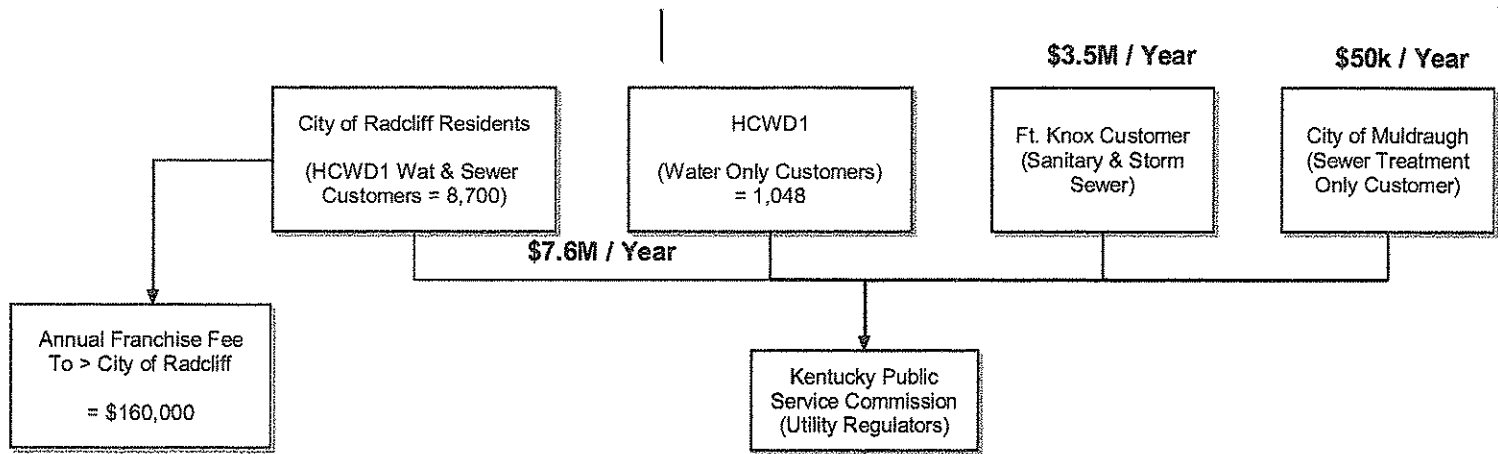 $3.5M / Year
$50k / Year
City of Radcliff Residents
(HCWD1 Wat & Sewer
Customers = 8,700)
HCWD1
(Water Only Customers)
= 1,048
Ft. Knox Customer
(Sanitary & Storm
Sewer)
City of Muldraugh
(Sewer Treatment
Only Customer)
$7.6M / Year
Annual Franchise Fee
To > City of Radcliff
= $160,000
Kentucky Public
Service Commission
(Utility Regulators)